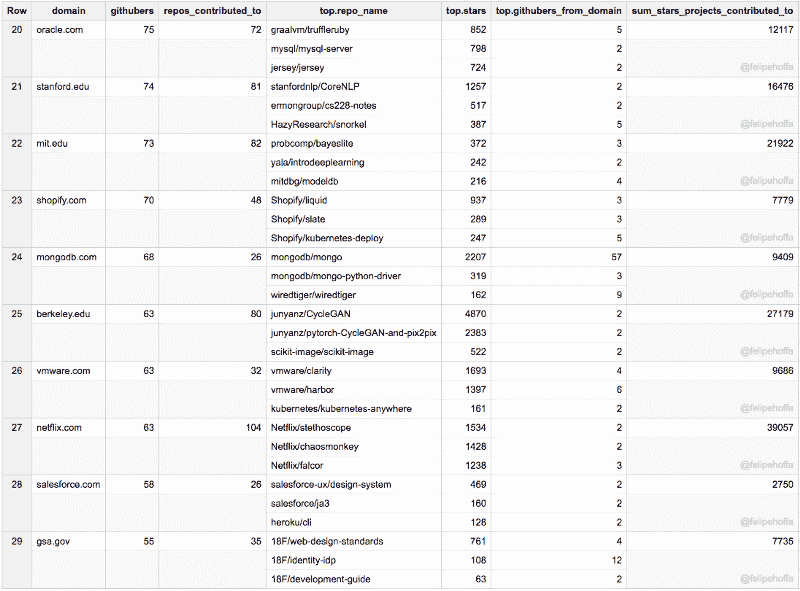 Row domain githubers repos_contributed_to top.repo_name top.stars top.githubers_from_domain sum_stars_projects_contributed_to
20 oracle.com 75 72 graalvm/truffleruby 852 5 12117
mysql/mysql-server 798 2
jersey/jersey 724 2 @felipehoffa
21 stanford.edu 74 81 stanfordnlp/CoreNLP 1257 2 16476
ermongroup/cs228-notes 517 2
HazyResearch/snorkel 387 5 @felipehoffa
22 mit.edu 73 82 probcomp/bayeslite 372 3 21922
yala/introdeeplearning 242 2
mitdbg/modeldb 216 4 @felipehoffa
23 shopify.com 70 48 Shopify/liquid 937 3 7779
Shopify/slate 289 3
Shopify/kubernetes-deploy 247 5 @felipehoffa
24 mongodb.com 68 26 mongodb/mongo 2207 57 9409
mongodb/mongo-python-driver 319 3
wiredtiger/wiredtiger 162 9 @felipehoffa
25 berkeley.edu 63 80 junyanz/CycleGAN 4870 2 27179
junyanz/pytorch-CycleGAN-and-pix2pix 2383 2
scikit-image/scikit-image 522 2 @felipehoffa
26 vmware.com 63 32 vmware/clarity 1693 4 9686
vmware/harbor 1397 6
kubernetes/kubernetes-anywhere 161 2 @felipehoffa
27 netflix.com 63 104 Netflix/stethoscope 1534 2 39057
Netflix/chaosmonkey 1428 2
Netflix/falcor 1238 3 @felipehoffa
28 salesforce.com 58 26 salesforce-ux/design-system 469 2 2750
salesforce/ja3 160 2
heroku/cli 128 2 @felipehoffa
29 gsa.gov 55 35 18F/web-design-standards 761 4 7735
18F/identity-idp 108 12
18F/development-guide 63 2 @felipehoffa